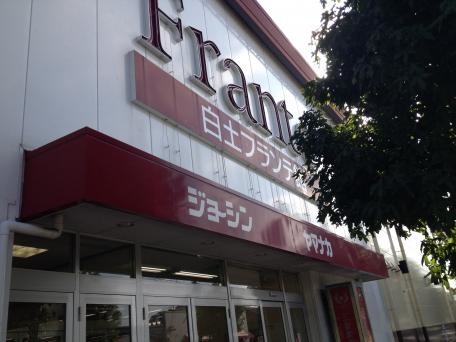 Frant
白土フランテ
ジョーシン
ヤマナカ